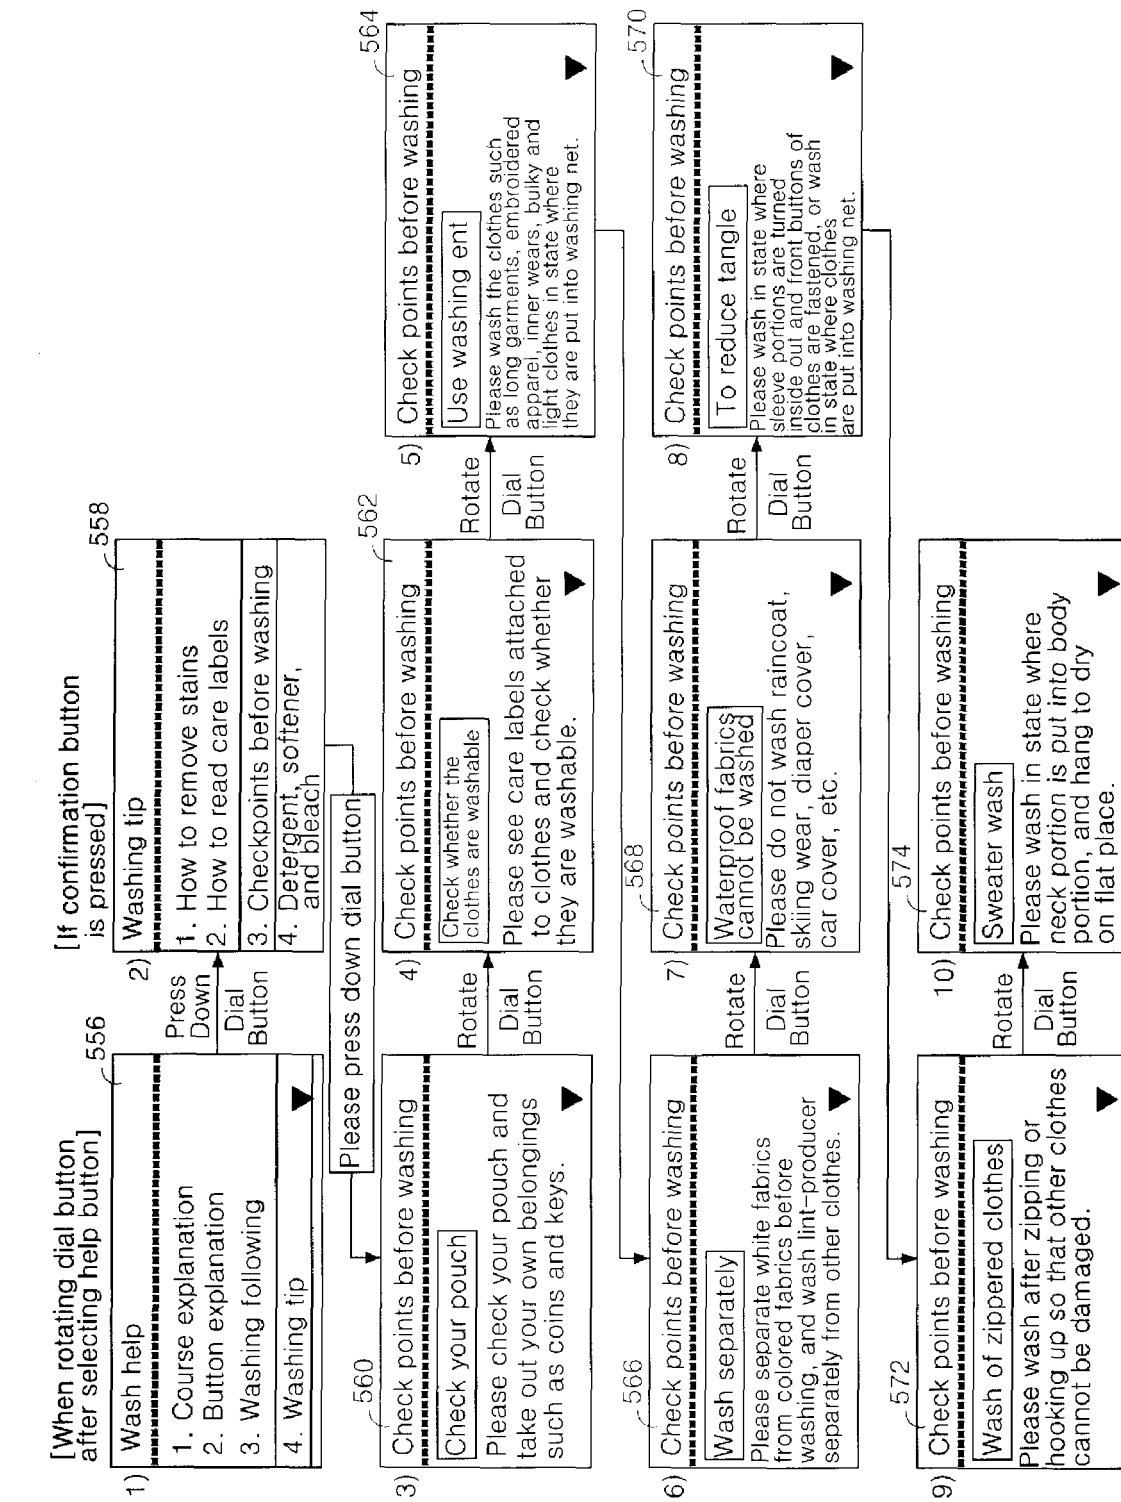 [When rotating dial button
after selecting help button]
[If confirmation button
is pressed]
1)
556
Wash help
1. Course explanation
2. Button explanation
3. Washing following
4. Washing tip
Press
Down
Dial
Button
2)
558
Washing tip
1. How to remove stains
2. How to read care labels
3. Checkpoints before washing
4. Detergent, softener,
and bleach
Please press down dial button
3)
560
Check points before washing
Check your pouch
Please check your pouch and
take out your own belongings
such as coins and keys.
Rotate
Dial
Button
4)
562
Check points before washing
Check whether the
clothes are washable
Please see care labels attached
to clothes and check whether
they are washable.
Rotate
Dial
Button
5)
564
Check points before washing
Use washing ent
Please wash the clothes such
as long garments, embroidered
apparel, inner wears, bulky and
light clothes in state where
they are put into washing net.
6)
566
Check points before washing
Wash separately
Please separate white fabrics
from colored fabrics before
washing, and wash lint-producer
separately from other clothes.
Rotate
Dial
Button
7)
568
Check points before washing
Waterproof fabrics
cannot be washed
Please do not wash raincoat,
skiing wear, diaper cover,
car cover, etc.
Rotate
Dial
Button
8)
570
Check points before washing
To reduce tangle
Please wash in state where
sleeve portions are turned
inside out and front buttons of
clothes are fastened, or wash
in state where clothes
are put into washing net.
9)
572
Check points before washing
Wash of zippered clothes
Please wash after zipping or
hooking up so that other clothes
cannot be damaged.
Rotate
Dial
Button
10)
574
Check points before washing
Sweater wash
Please wash in state where
neck portion is put into body
portion, and hang to dry
on flat place.